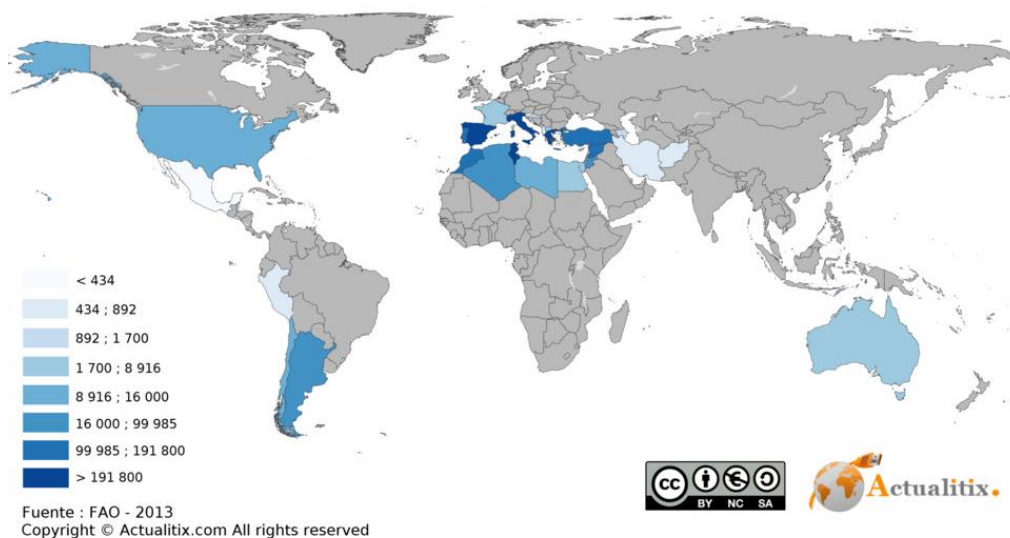 < 434
434 ; 892
892 ; 1 700
1 700 ; 8 916
8 916 ; 16 000
16 000 ; 99 985
99 985 ; 191 800
> 191 800
Fuente : FAO - 2013
Copyright © Actualitix.com All rights reserved
cc
BY NC SA
Actualitix.